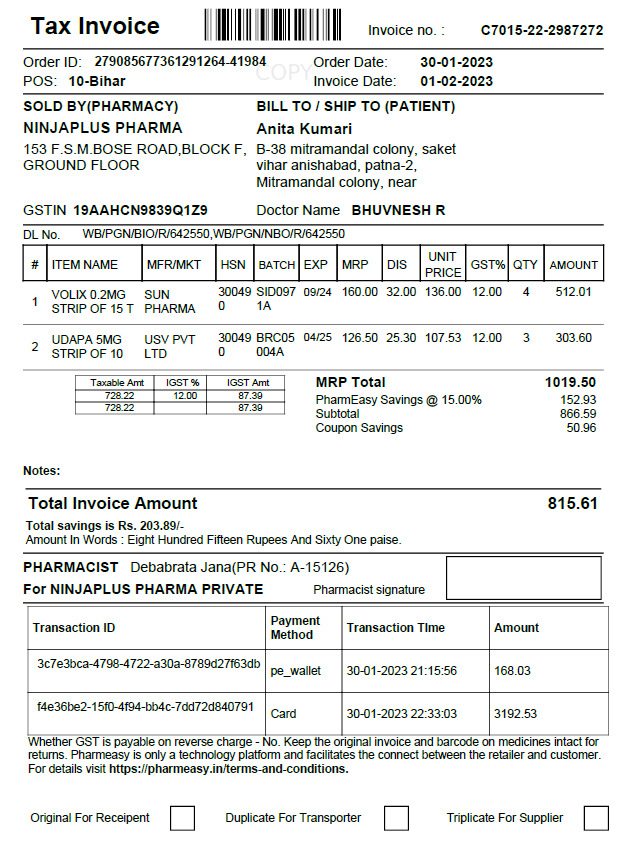 Tax Invoice
Invoice no. : C7015-22-2987272
Order ID: 279085677361291264-41984 Order Date: 30-01-2023
COPY
POS: 10-Bihar Invoice Date: 01-02-2023
SOLD BY(PHARMACY) BILL TO / SHIP TO (PATIENT)
NINJAPLUS PHARMA Anita Kumari
153 F.S.M.BOSE ROAD,BLOCK F, B-38 mitramandal colony, saket
GROUND FLOOR vihar anishabad, patna-2,
Mitramandal colony, near
GSTIN 19AAHCN9839Q1Z9 Doctor Name BHUVNESH R
DL No. WB/PGN/BIO/R/642550,WB/PGN/NBO/R/642550
# ITEM NAME MFR/MKT HSN BATCH EXP MRP DIS UNIT PRICE GST% QTY AMOUNT
1 VOLIX 0.2MG SUN 30049 SID097 09/24 160.00 32.00 136.00 12.00 4 512.01
STRIP OF 15 T PHARMA 0 1A
2 UDAPA 5MG USV PVT 30049 BRC05 04/25 126.50 25.30 107.53 12.00 3 303.60
STRIP OF 10 LTD 0 004A
Taxable Amt IGST % IGST Amt
728.22 12.00 87.39
728.22 87.39
MRP Total 1019.50
PharmEasy Savings @ 15.00% 152.93
Subtotal 866.59
Coupon Savings 50.96
Notes:
Total Invoice Amount 815.61
Total savings is Rs. 203.89/-
Amount In Words : Eight Hundred Fifteen Rupees And Sixty One paise.
PHARMACIST Debabrata Jana(PR No.: A-15126)
For NINJAPLUS PHARMA PRIVATE Pharmacist signature
Transaction ID Payment Method Transaction TIme Amount
3c7e3bca-4798-4722-a30a-8789d27f63db pe_wallet 30-01-2023 21:15:56 168.03
f4e36be2-15f0-4f94-bb4c-7dd72d840791 Card 30-01-2023 22:33:03 3192.53
Whether GST is payable on reverse charge - No. Keep the original invoice and barcode on medicines intact for
returns. Pharmeasy is only a technology platform and facilitates the connect between the retailer and customer.
For details visit https://pharmeasy.in/terms-and-conditions.
Original For Receipent Duplicate For Transporter Triplicate For Supplier